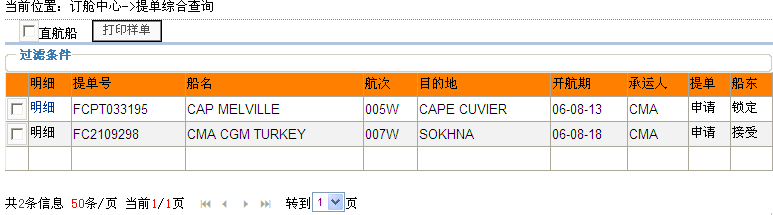 当前位置：订舱中心->提单综合查询
直航船 打印样单
过滤条件
明细 提单号 船名 航次 目的地 开航期 承运人 提单 船东
明细 FCPT033195 CAP MELVILLE 005W CAPE CUVIER 06-08-13 CMA 申请 锁定
明细 FC2109298 CMA CGM TURKEY 007W SOKHNA 06-08-18 CMA 申请 接受
共2条信息 50条/页 当前1/1页 转到 1 页